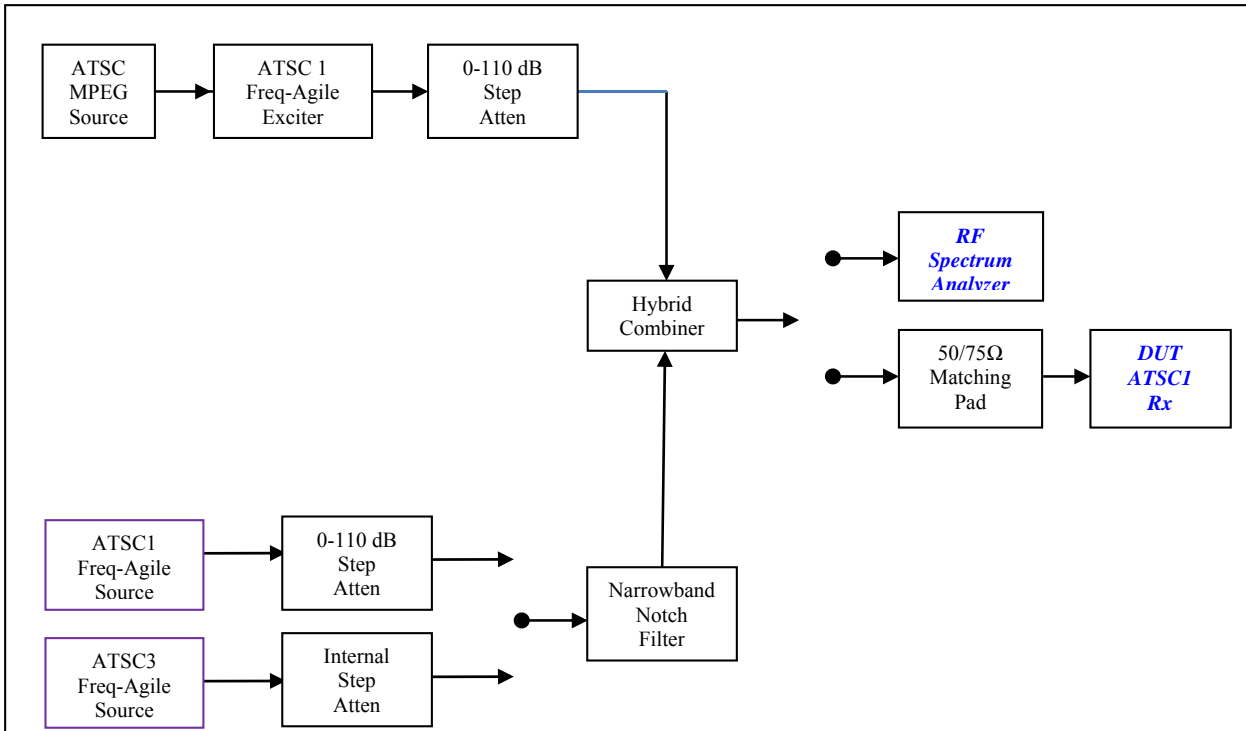 ATSC
MPEG
Source
ATSC 1
Freq-Agile
Exciter
0-110 dB
Step
Atten
RF
Spectrum
Analyzer
Hybrid
Combiner
50/75Ω
Matching
Pad
DUT
ATSC1
Rx
ATSC1
Freq-Agile
Source
0-110 dB
Step
Atten
Narrowband
Notch
Filter
ATSC3
Freq-Agile
Source
Internal
Step
Atten